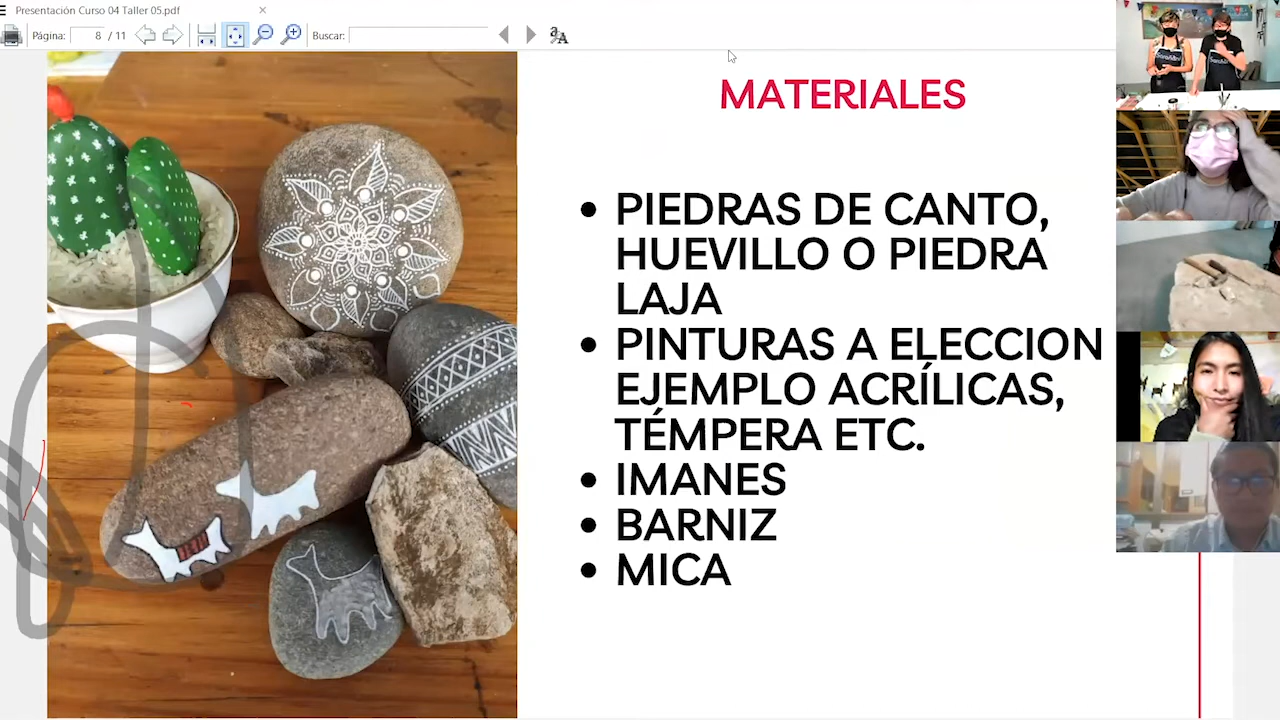 Presentación Curso 04 Taller 05.pdf
Página: 8 / 11 Buscar:
MATERIALES
• PIEDRAS DE CANTO,
HUEVILLO O PIEDRA
LAJA
• PINTURAS A ELECCION
EJEMPLO ACRÍLICAS,
TÉMPERA ETC.
• IMANES
• BARNIZ
• MICA